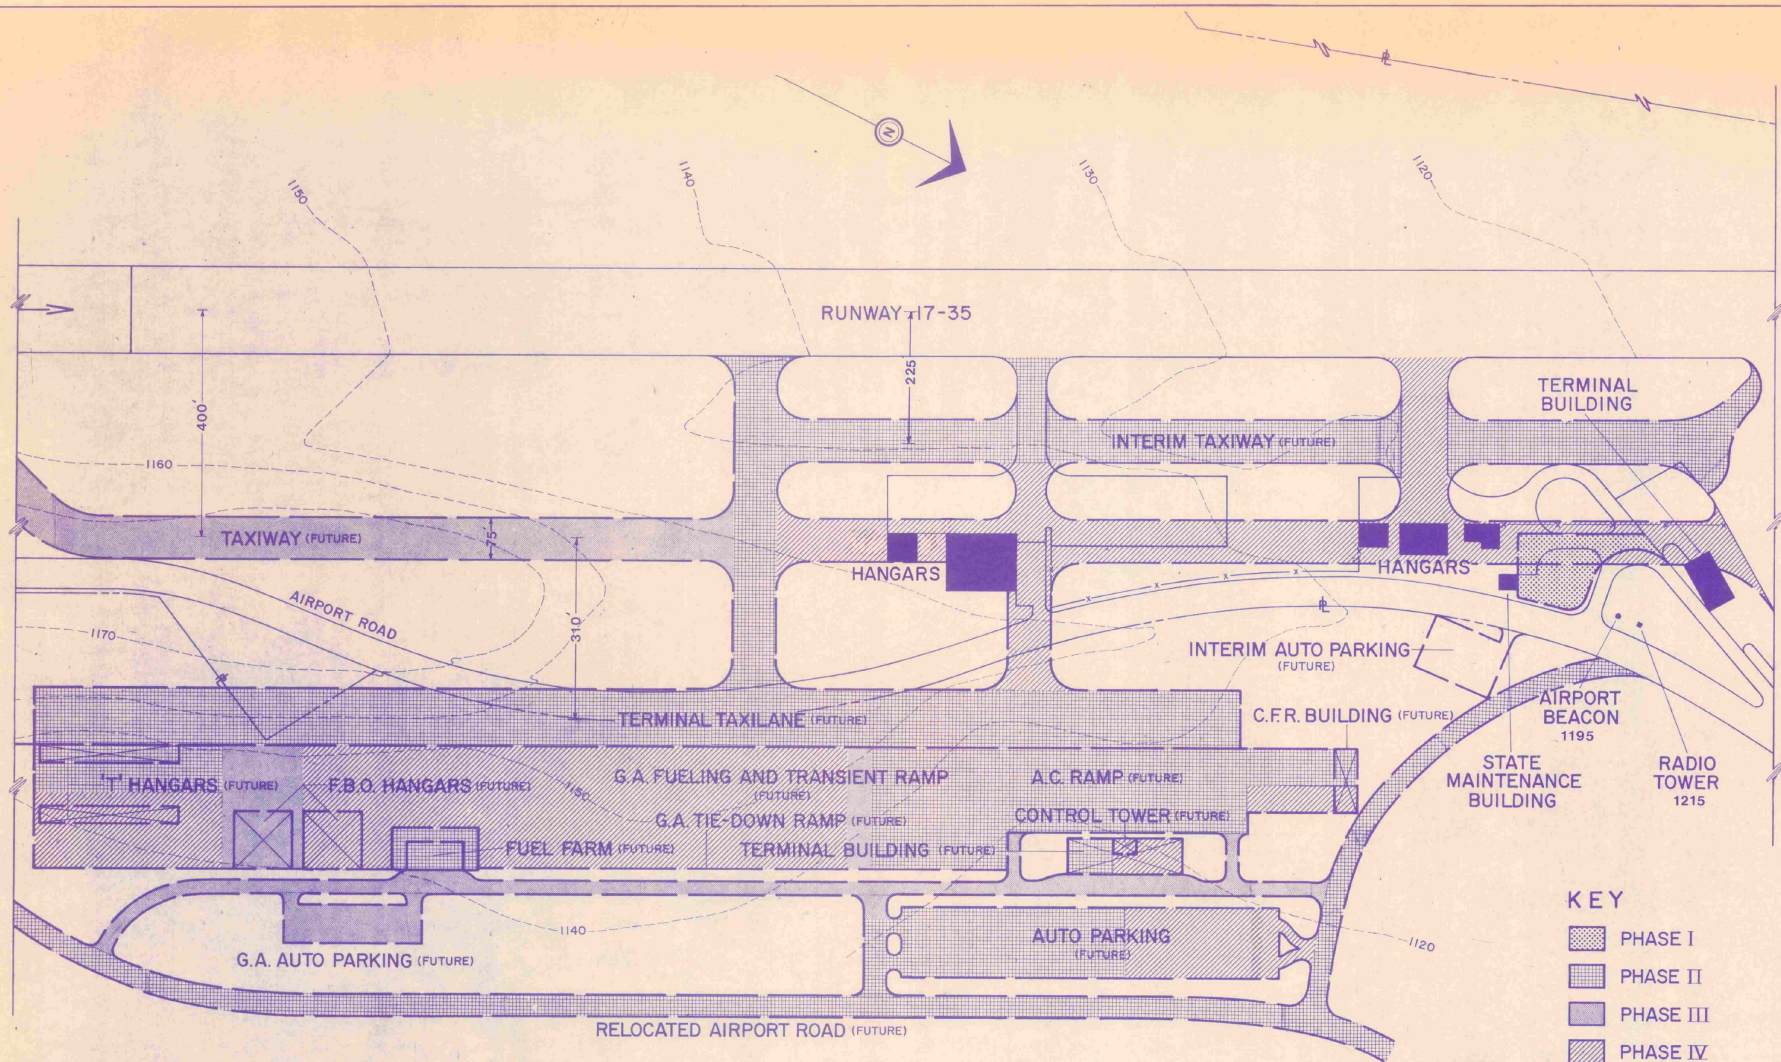 ℄
N
1150
1140
1130
1120
RUNWAY 17-35
400'
225
TERMINAL
BUILDING
INTERIM TAXIWAY (FUTURE)
1160
TAXIWAY (FUTURE)
75'
HANGARS
HANGARS
AIRPORT ROAD
310'
1170
℄
INTERIM AUTO PARKING
(FUTURE)
TERMINAL TAXILANE (FUTURE)
C.F.R. BUILDING (FUTURE)
AIRPORT
BEACON
1195
STATE
MAINTENANCE
BUILDING
RADIO
TOWER
1215
'T' HANGARS (FUTURE)
F.B.O. HANGARS (FUTURE)
1150
G.A. FUELING AND TRANSIENT RAMP
(FUTURE)
A.C. RAMP (FUTURE)
G.A. TIE-DOWN RAMP (FUTURE)
CONTROL TOWER (FUTURE)
FUEL FARM (FUTURE)
TERMINAL BUILDING (FUTURE)
1140
AUTO PARKING
(FUTURE)
1120
G.A. AUTO PARKING (FUTURE)
RELOCATED AIRPORT ROAD (FUTURE)
KEY
PHASE I
PHASE II
PHASE III
PHASE IV